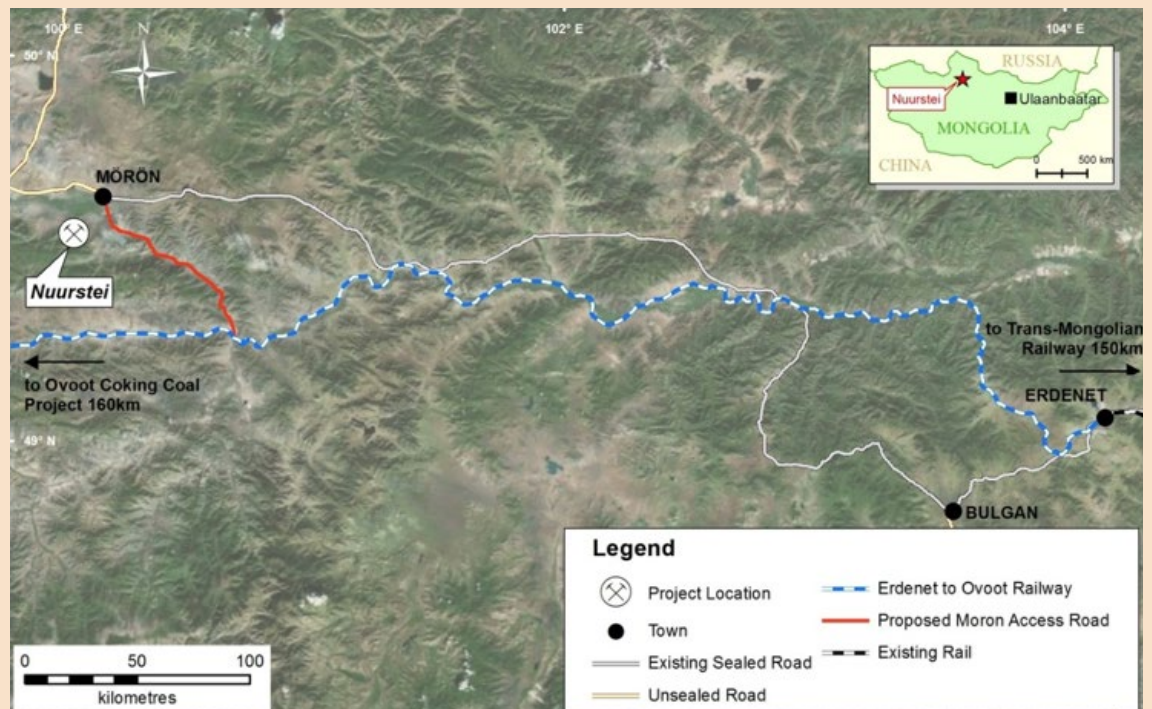 100° E
N
102° E
104° E
50° N
RUSSIA
Nuurstei
Ulaanbaatar
MONGOLIA
CHINA
0 500 km
MÖRÖN
Nuurstei
to Trans-Mongolian
Railway 150km
to Ovoot Coking Coal
Project 160km
ERDENET
49° N
BULGAN
Legend
Project Location
Town
Existing Sealed Road
Unsealed Road
Erdenet to Ovoot Railway
Proposed Moron Access Road
Existing Rail
0 50 100
kilometres